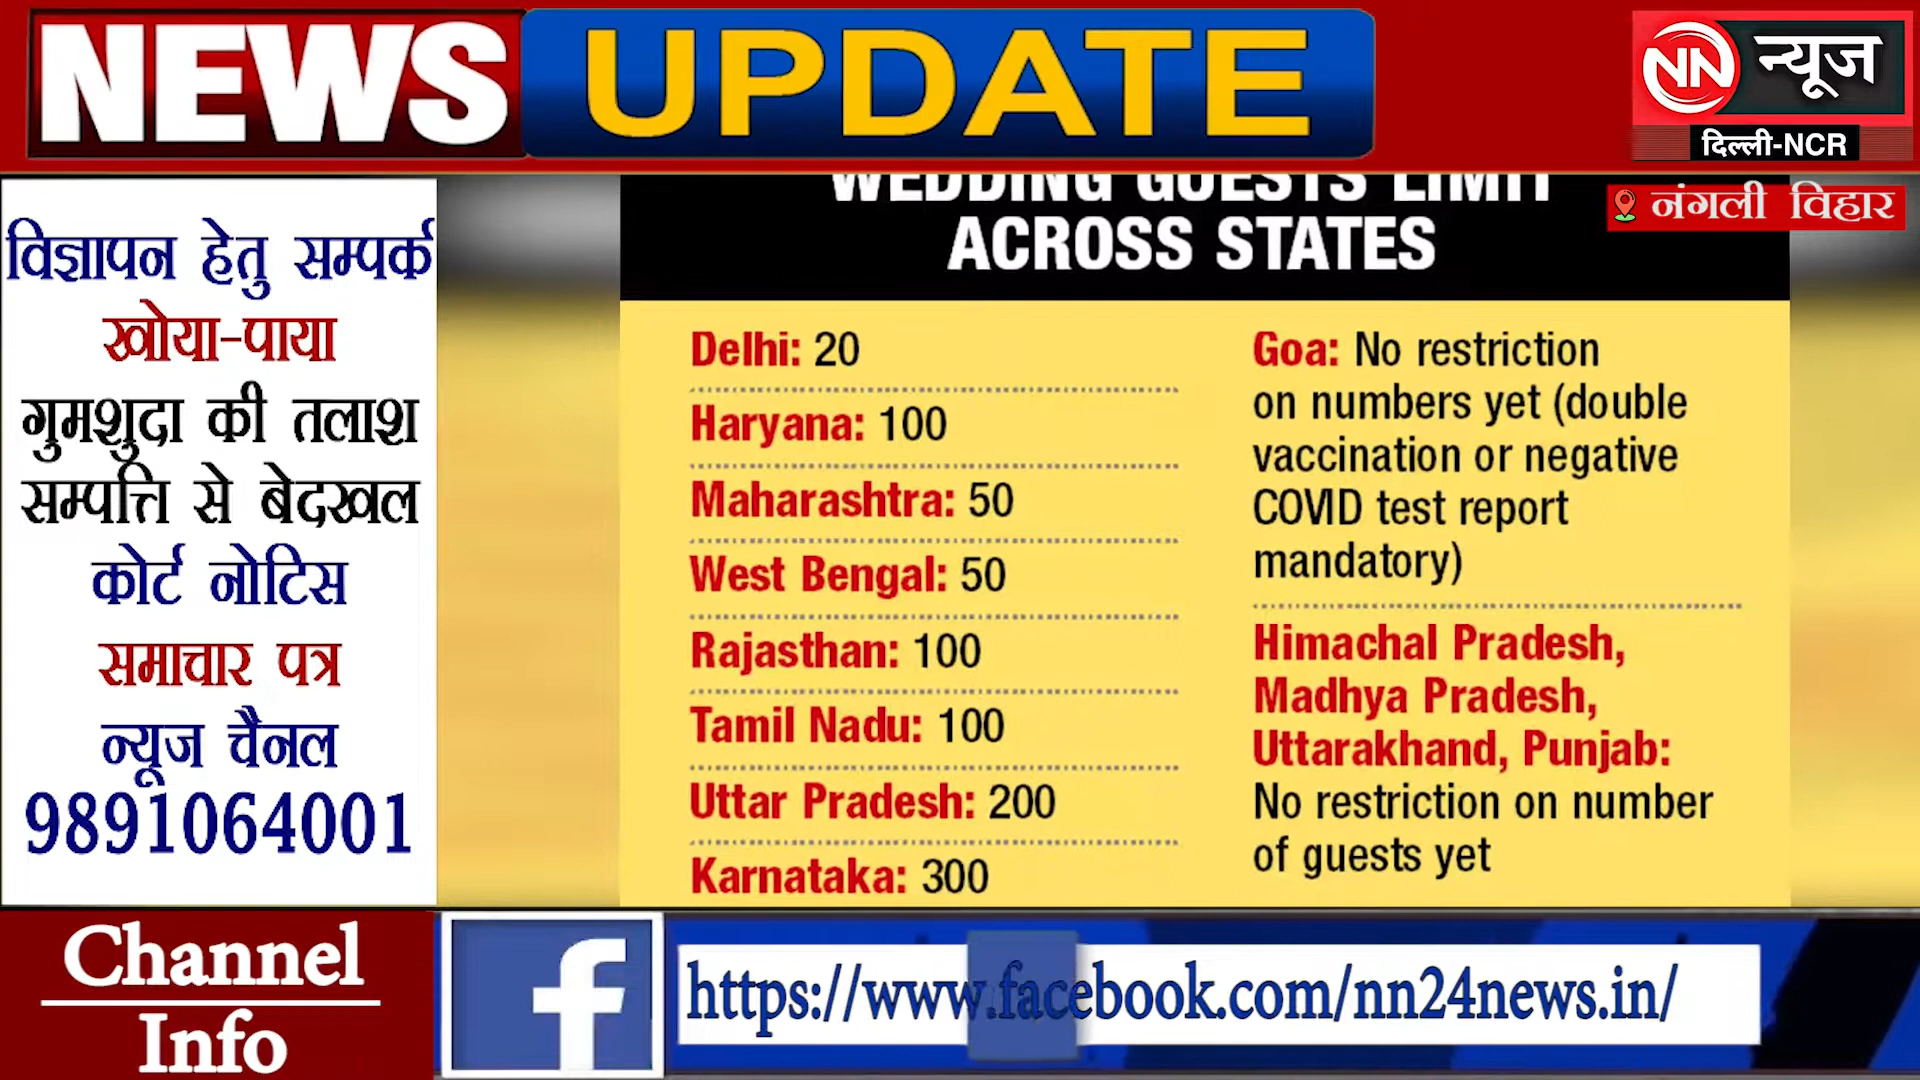 NEWS UPDATE
NN न्यूज
दिल्ली-NCR
नंगली विहार
विज्ञापन हेतु सम्पर्क
खोया-पाया
गुमशुदा की तलाश
सम्पत्ति से बेदखल
कोर्ट नोटिस
समाचार पत्र
न्यूज चैनल
9891064001
WEDDING GUESTS LIMIT
ACROSS STATES
Delhi: 20
Haryana: 100
Maharashtra: 50
West Bengal: 50
Rajasthan: 100
Tamil Nadu: 100
Uttar Pradesh: 200
Karnataka: 300
Goa: No restriction
on numbers yet (double
vaccination or negative
COVID test report
mandatory)
Himachal Pradesh,
Madhya Pradesh,
Uttarakhand, Punjab:
No restriction on number
of guests yet
Channel
Info
f
https://www.facebook.com/nn24news.in/